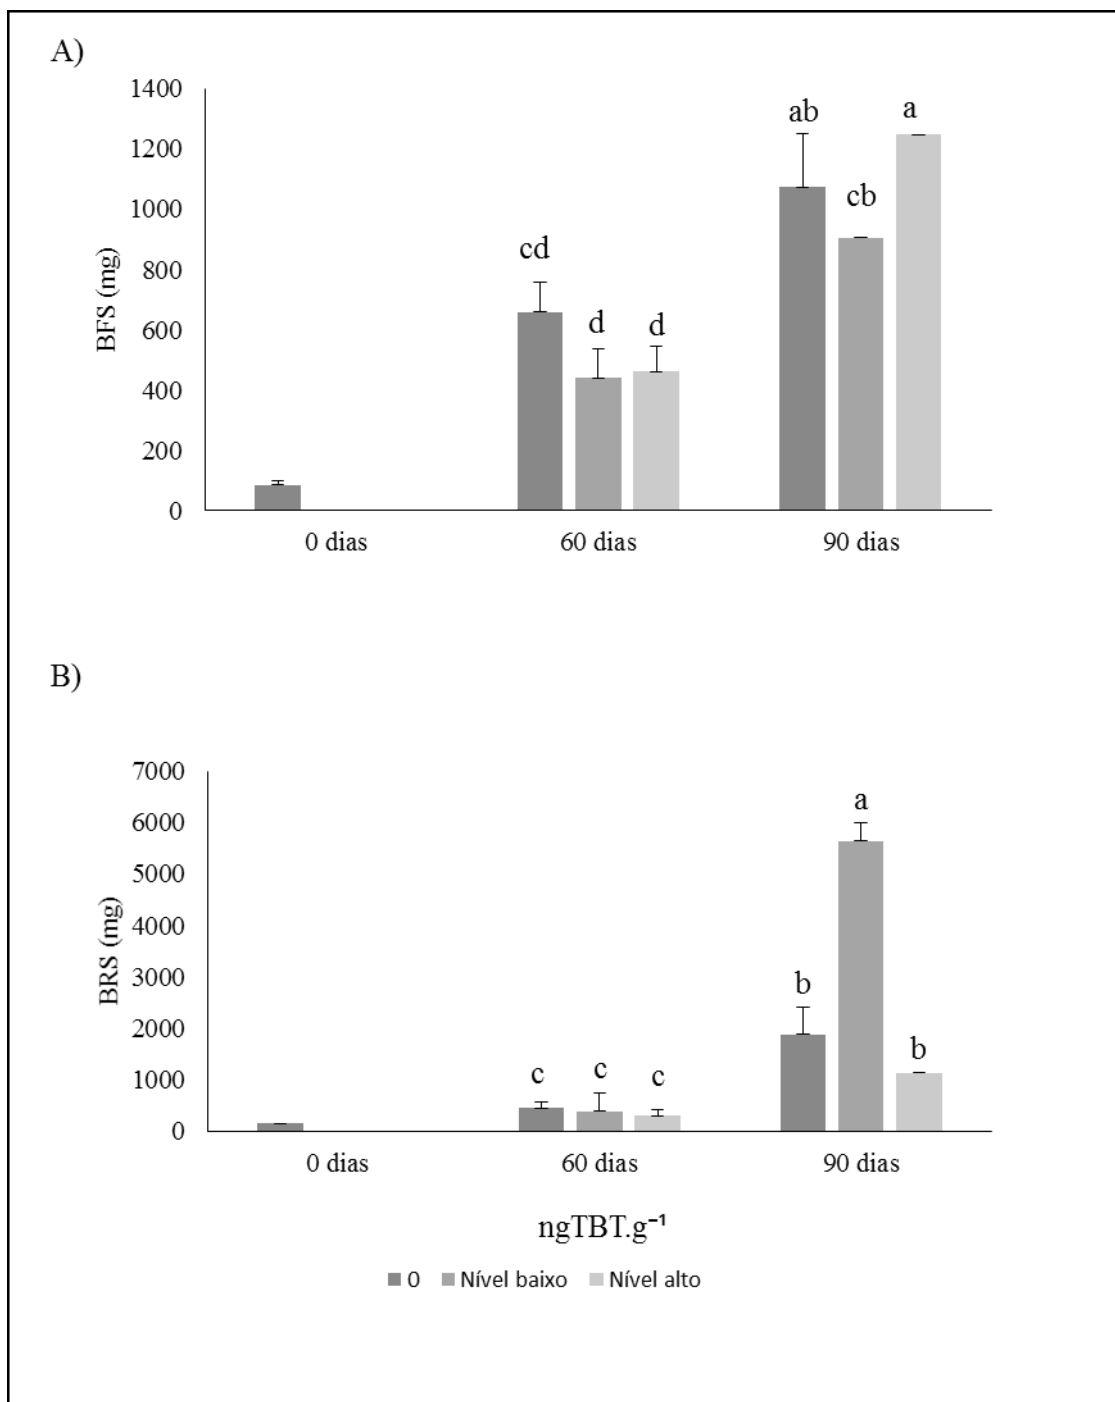 A)
1400
1200
1000
800
600
400
200
0
BFS (mg)
cd
d
d
ab
cb
a
0 dias
60 dias
90 dias
B)
7000
6000
5000
4000
3000
2000
1000
0
BRS (mg)
c
c
c
b
a
b
0 dias
60 dias
90 dias
ngTBT.g⁻¹
0
Nível baixo
Nível alto